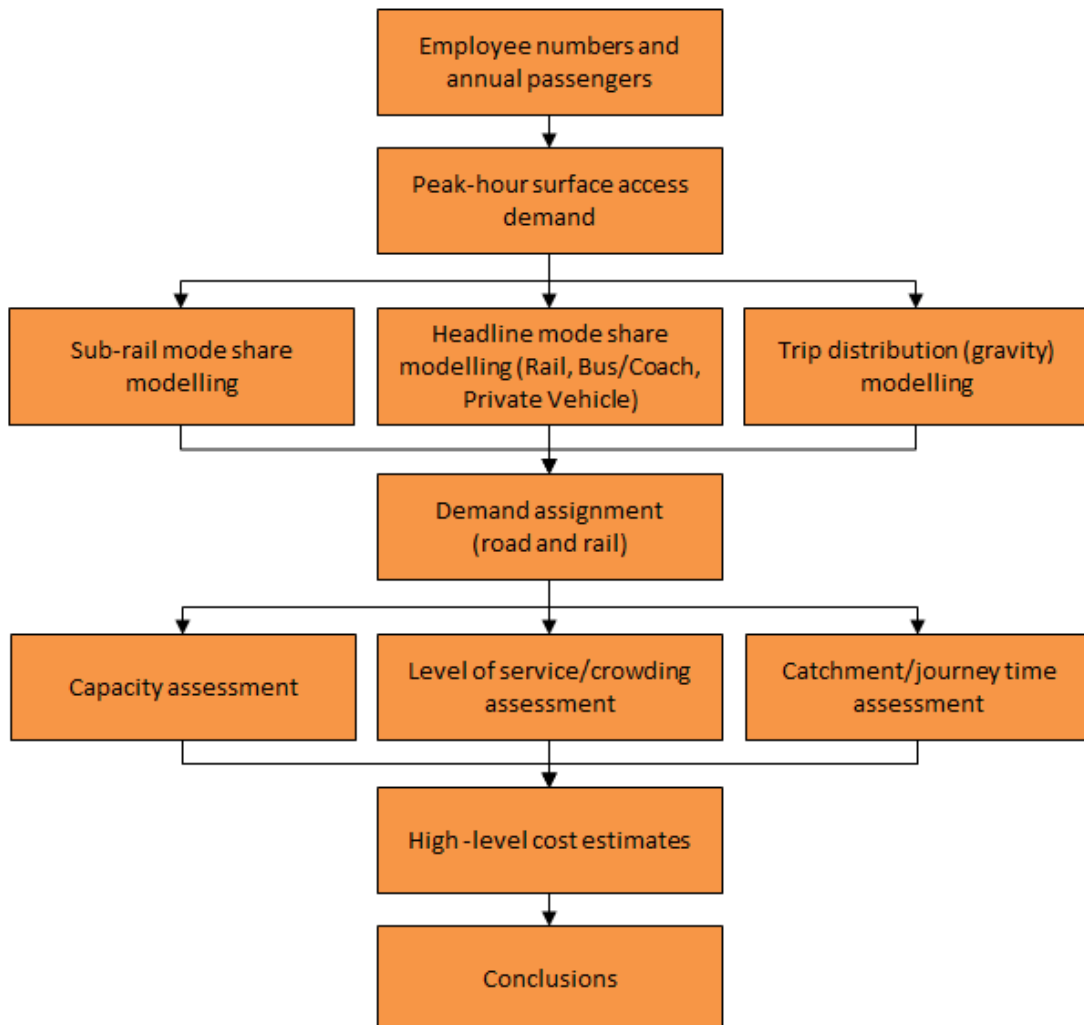 Employee numbers and
annual passengers
Peak-hour surface access
demand
Sub-rail mode share
modelling
Headline mode share
modelling (Rail, Bus/Coach,
Private Vehicle)
Trip distribution (gravity)
modelling
Demand assignment
(road and rail)
Capacity assessment
Level of service/crowding
assessment
Catchment/journey time
assessment
High -level cost estimates
Conclusions